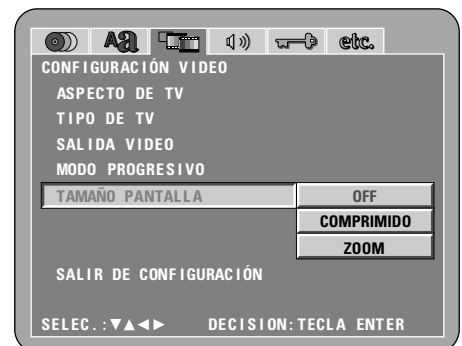 Aa etc.
CONFIGURACIÓN VIDEO
ASPECTO DE TV
TIPO DE TV
SALIDA VIDEO
MODO PROGRESIVO
TAMAÑO PANTALLA OFF
COMPRIMIDO
ZOOM
SALIR DE CONFIGURACIÓN
SELEC.:▼▲◀▶ DECISION:TECLA ENTER